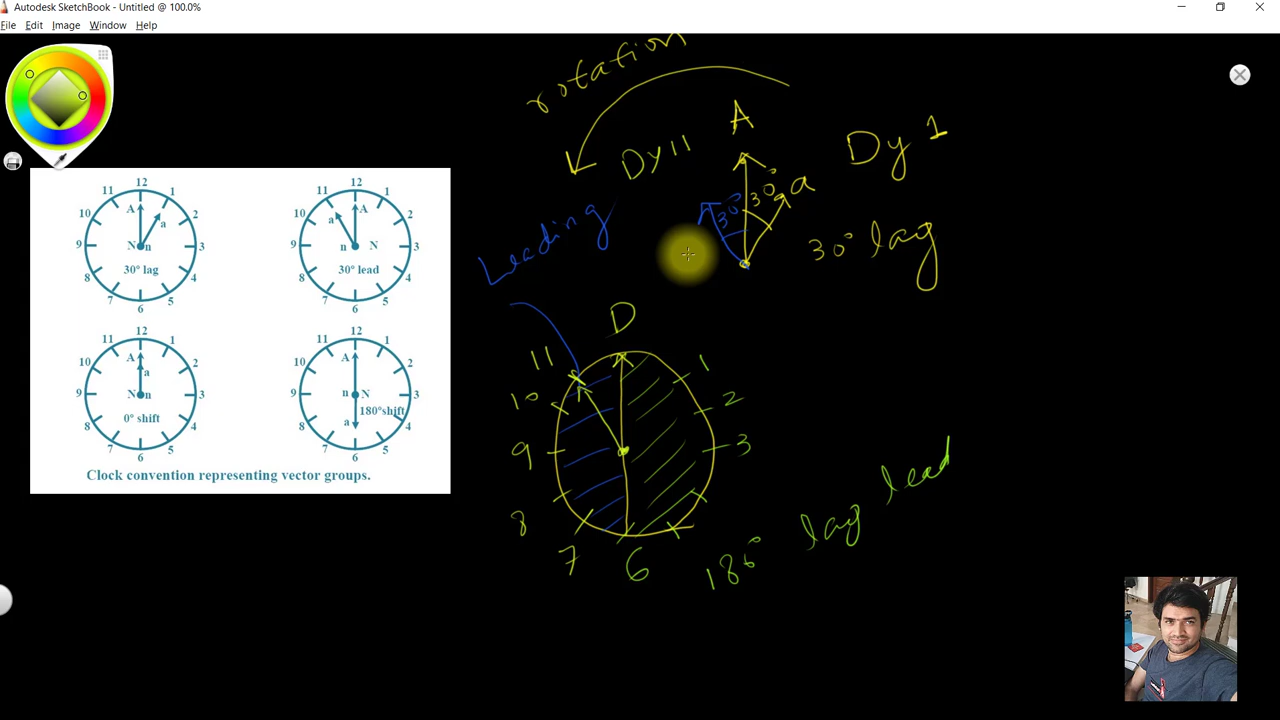 Autodesk SketchBook - Untitled @ 100.0%
File Edit Image Window Help
rotation
A
Dy11
Dy 1
30°
30°
a
Leading
30° lag
12
11 1
10 2
9 3
8 4
7 5
6
A
a
N n
30° lag
12
11 1
10 2
9 3
8 4
7 5
6
A
a
n N
30° lead
12
11 1
10 2
9 3
8 4
7 5
6
A
a
N n
0° shift
12
11 1
10 2
9 3
8 4
7 5
6
A
n N
180°shift
a
Clock convention representing vector groups.
D
11 1
10 2
9 3
8
7 6
180° lag lead